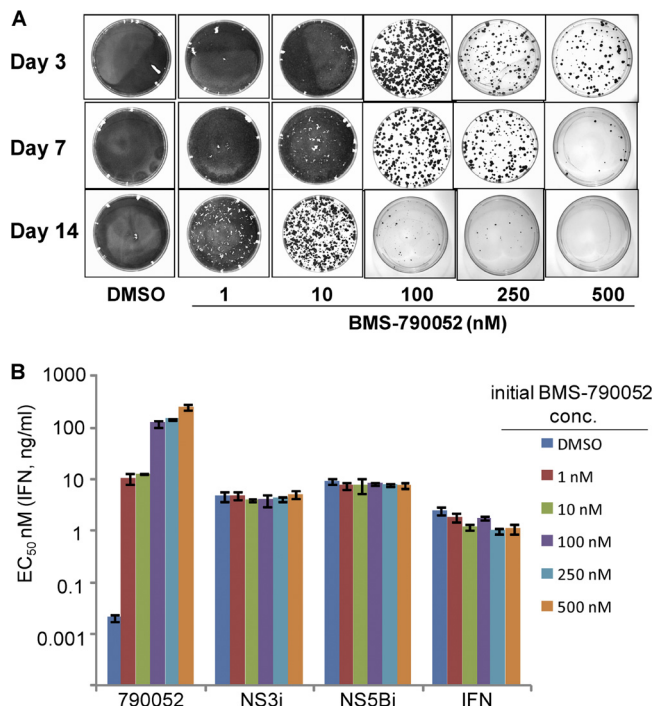 A
Day 3
Day 7
Day 14
DMSO 1 10 100 250 500
BMS-790052 (nM)
B
EC50 nM (IFN, ng/ml)
1000
100
10
1
0.1
0.001
790052 NS3i NS5Bi IFN
initial BMS-790052
conc.
DMSO
1 nM
10 nM
100 nM
250 nM
500 nM